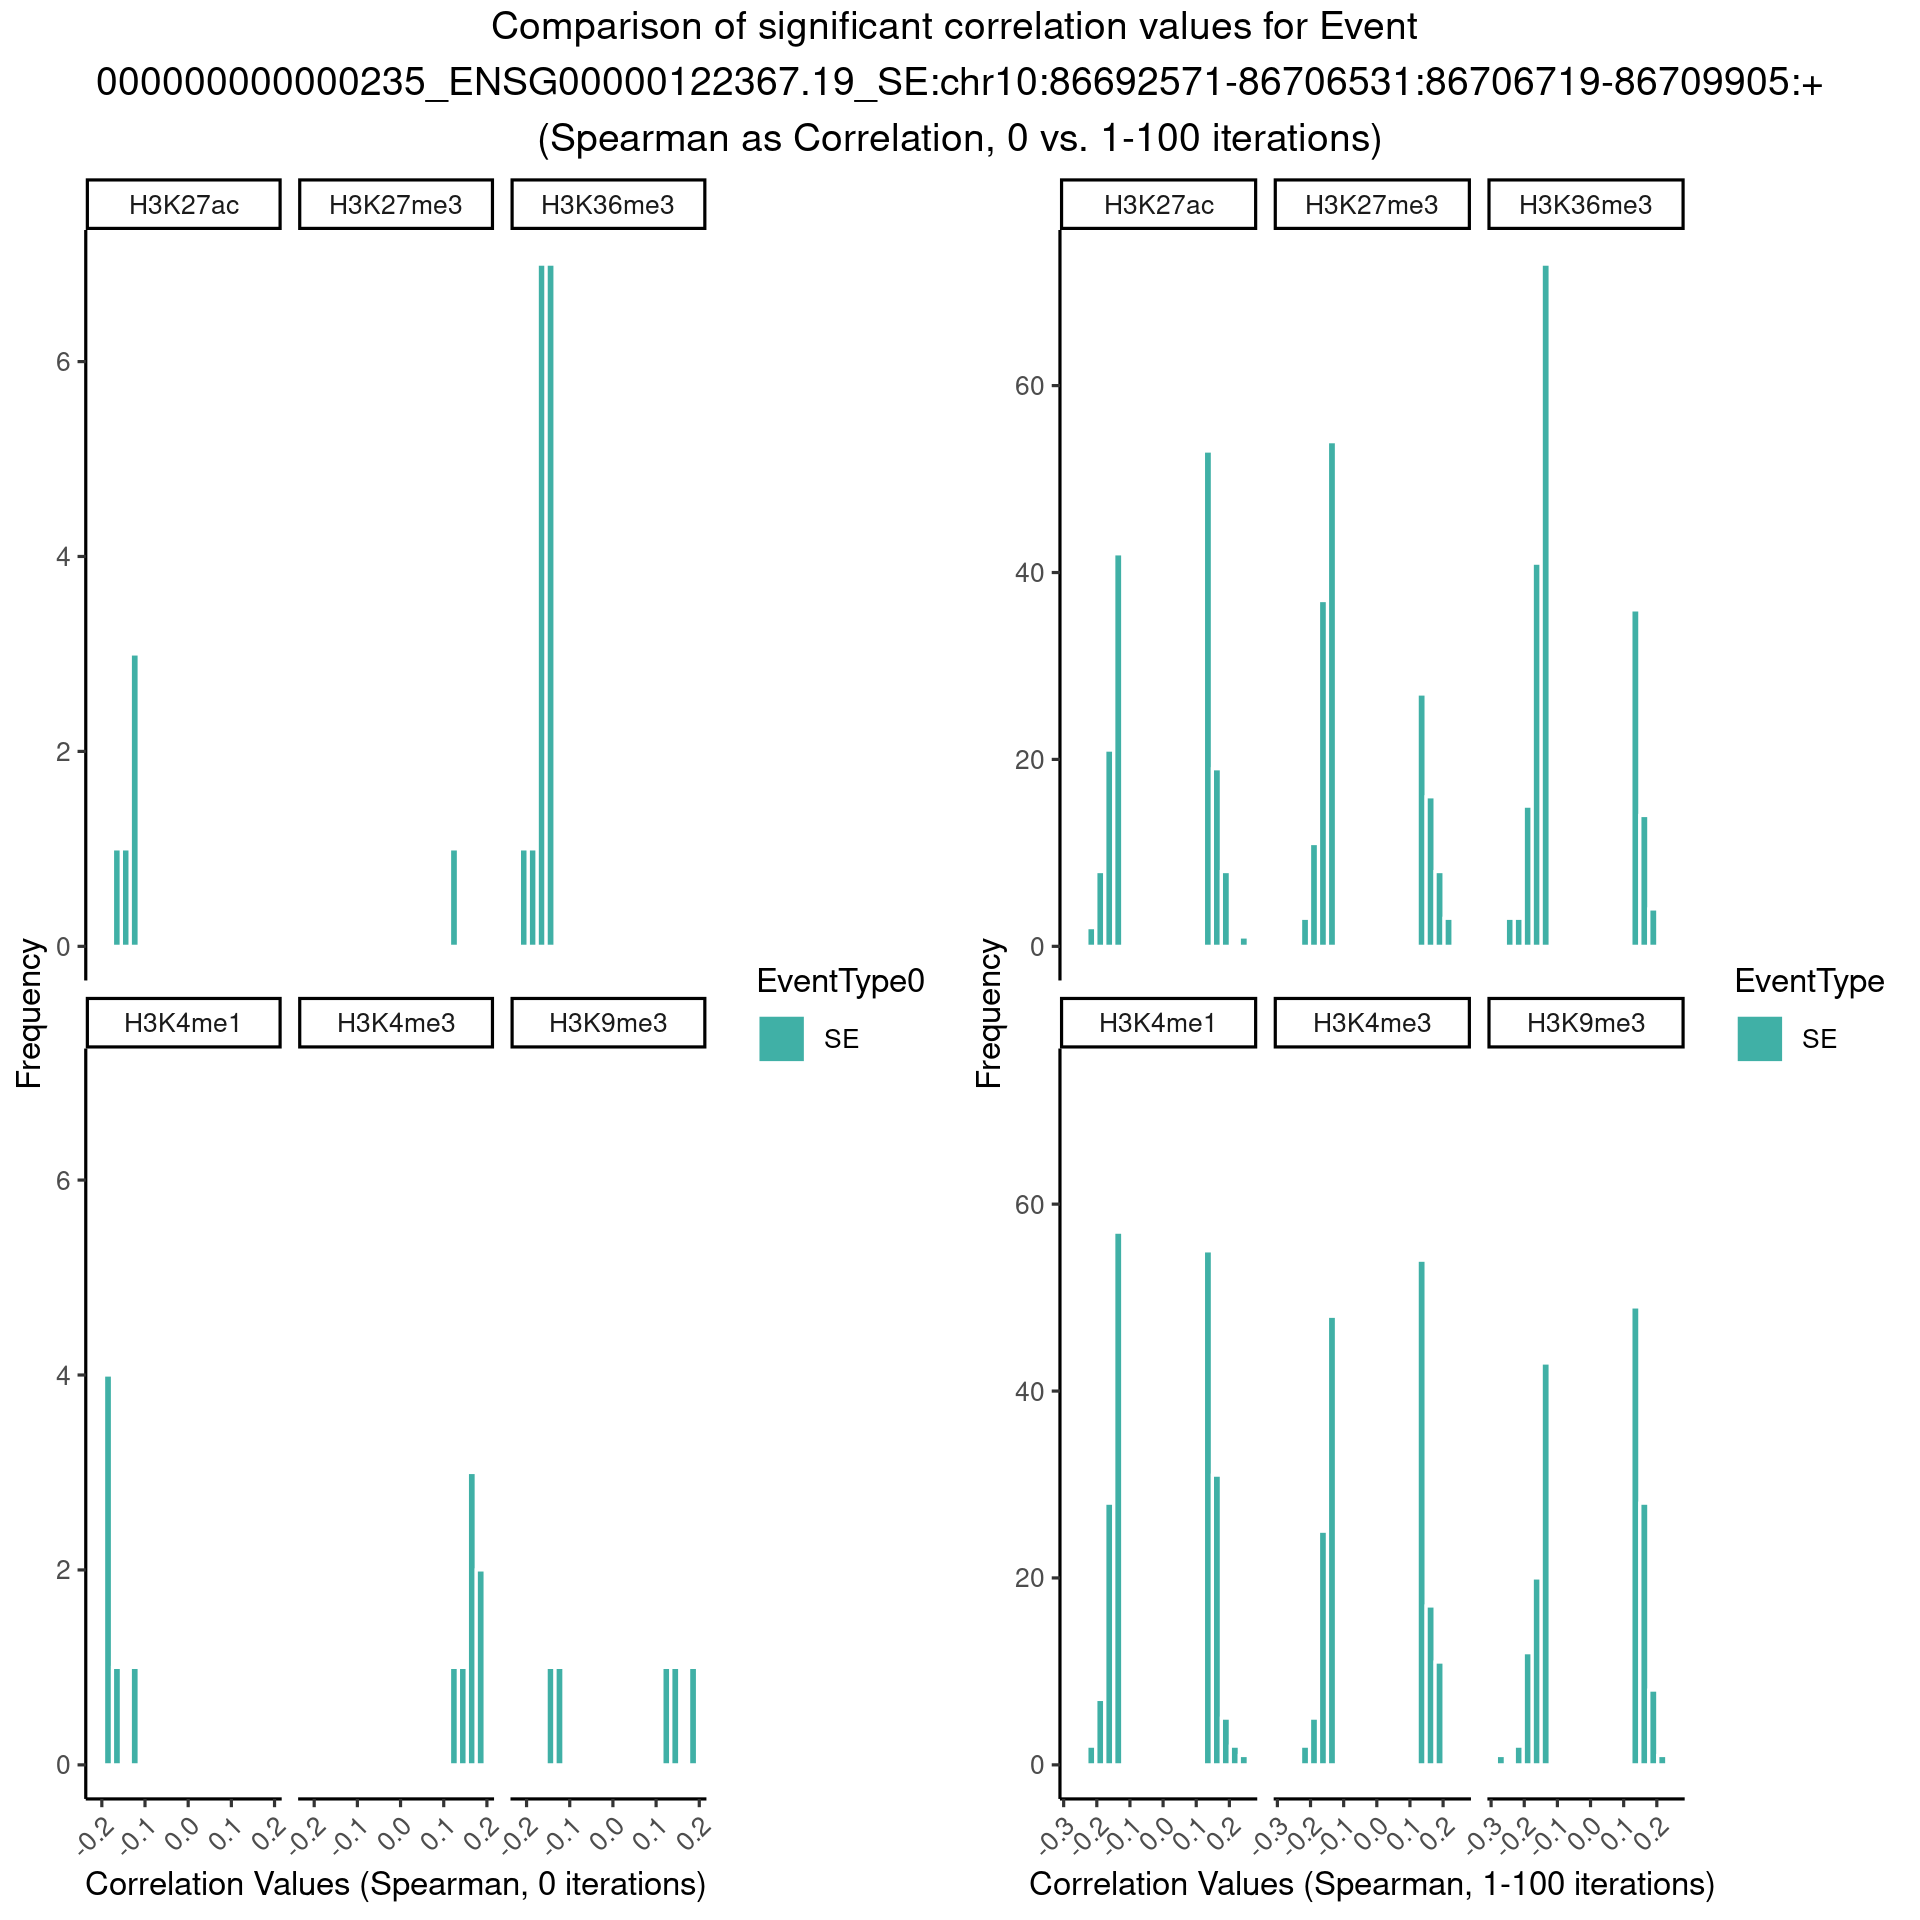 Comparison of significant correlation values for Event
000000000000235_ENSG00000122367.19_SE:chr10:86692571-86706531:86706719-86709905:+
(Spearman as Correlation, 0 vs. 1-100 iterations)
H3K27ac H3K27me3 H3K36me3
6
4
2
0
H3K4me1 H3K4me3 H3K9me3
6
4
2
0
-0.2 -0.1 0.0 0.1 0.2 -0.2 -0.1 0.0 0.1 0.2 -0.2 -0.1 0.0 0.1 0.2
Correlation Values (Spearman, 0 iterations)
Frequency
EventType0
SE
H3K27ac H3K27me3 H3K36me3
60
40
20
0
H3K4me1 H3K4me3 H3K9me3
60
40
20
0
-0.3 -0.2 -0.1 0.0 0.1 0.2 -0.3 -0.2 -0.1 0.0 0.1 0.2 -0.3 -0.2 -0.1 0.0 0.1 0.2
Correlation Values (Spearman, 1-100 iterations)
Frequency
EventType
SE